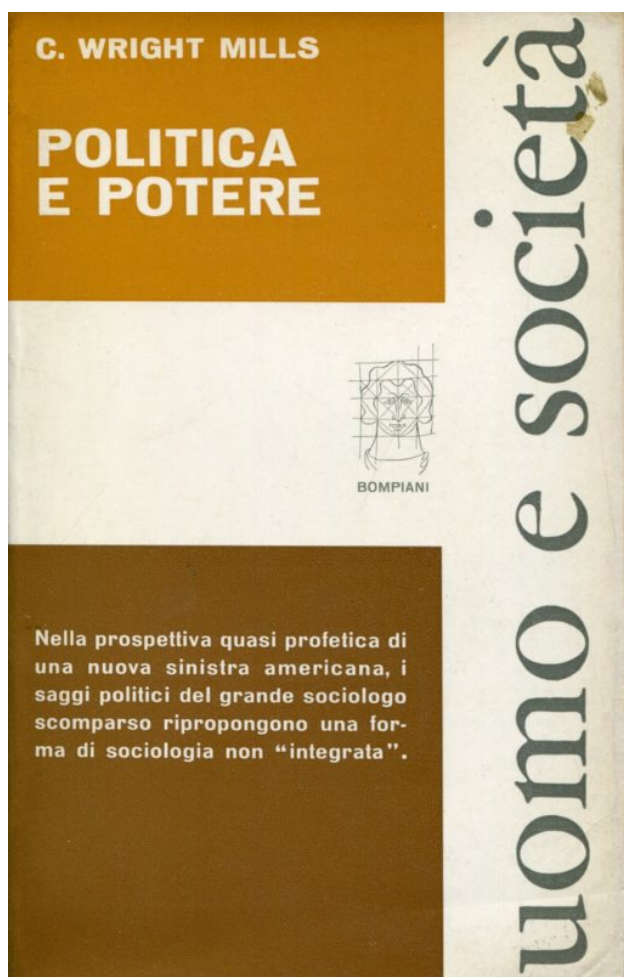 C. WRIGHT MILLS
POLITICA
E POTERE
uomo e società
BOMPIANI
Nella prospettiva quasi profetica di
una nuova sinistra americana, i
saggi politici del grande sociologo
scomparso ripropongono una for-
ma di sociologia non “integrata”.